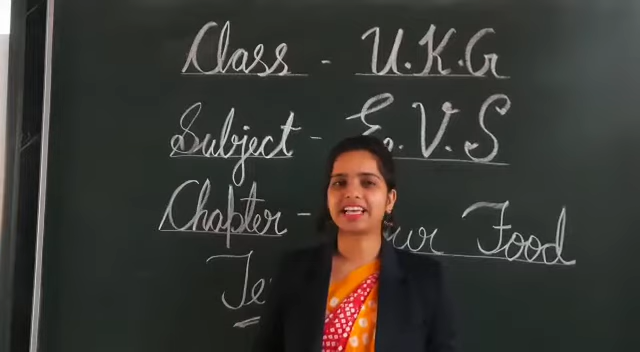 Class - U.K.G
Subject - E.V.S
Chapter - Food